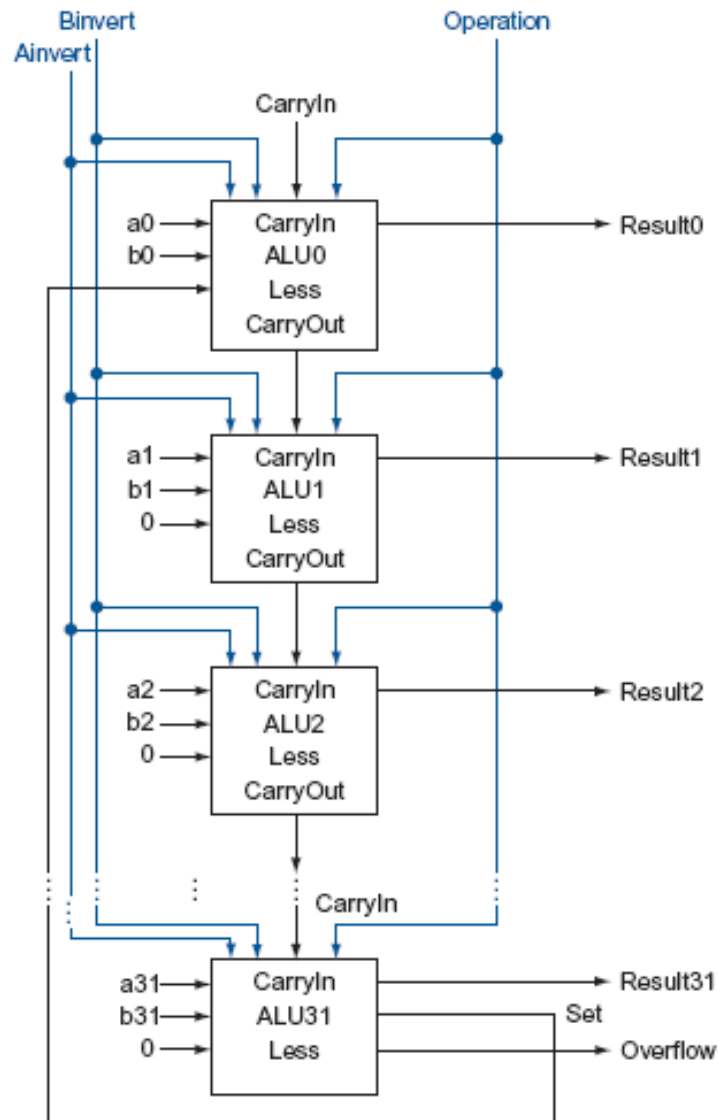 Binvert
Operation
Ainvert
CarryIn
a0
CarryIn
Result0
b0
ALU0
Less
CarryOut
a1
CarryIn
Result1
b1
ALU1
0
Less
CarryOut
a2
CarryIn
Result2
b2
ALU2
0
Less
CarryOut
CarryIn
a31
CarryIn
Result31
b31
ALU31
Set
0
Less
Overflow